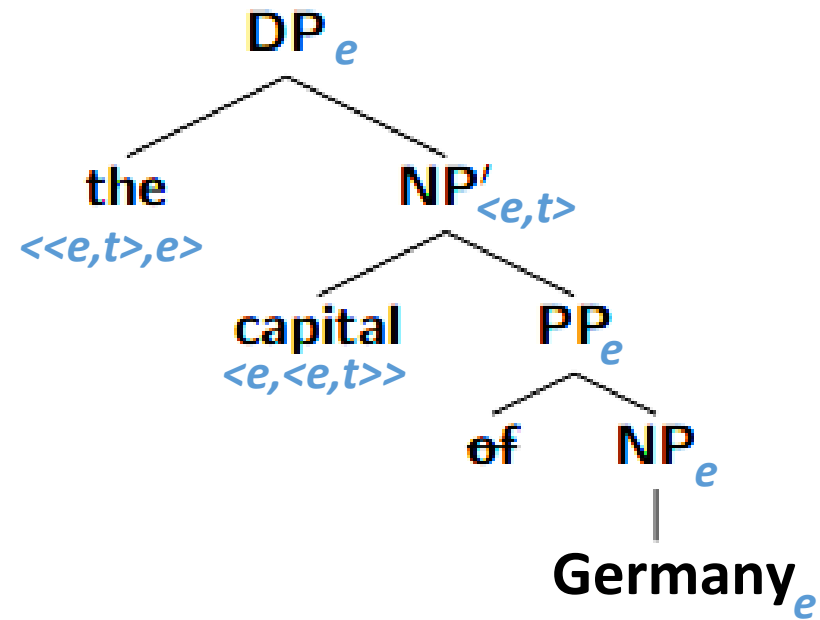 DP e
the NP′ <e,t>
<<e,t>,e>
capital PP e
<e,<e,t>>
of NP e
Germany e